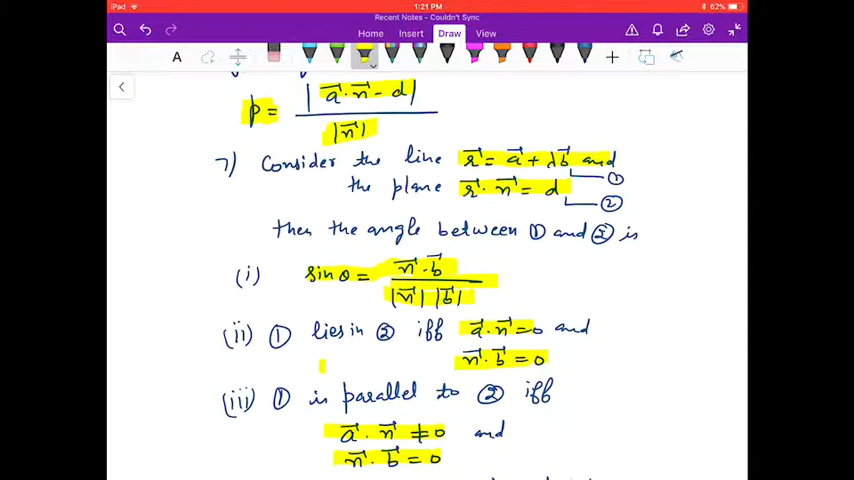 iPad 1:21 PM 62%
Recent Notes - Couldn't Sync
Home Insert Draw View
A
p = |a⃗ · n⃗ - d| / |n⃗|
7) Consider the line r⃗ = a⃗ + λb⃗ and
①
the plane r⃗ · n⃗ = d
②
then the angle between ① and ② is
(i) sin θ = n⃗ · b⃗ / |n⃗| |b⃗|
(ii) ① lies in ② iff a⃗ · n⃗ = 0 and
n⃗ · b⃗ = 0
(iii) ① is parallel to ② iff
a⃗ · n⃗ ≠ 0 and
n⃗ · b⃗ = 0